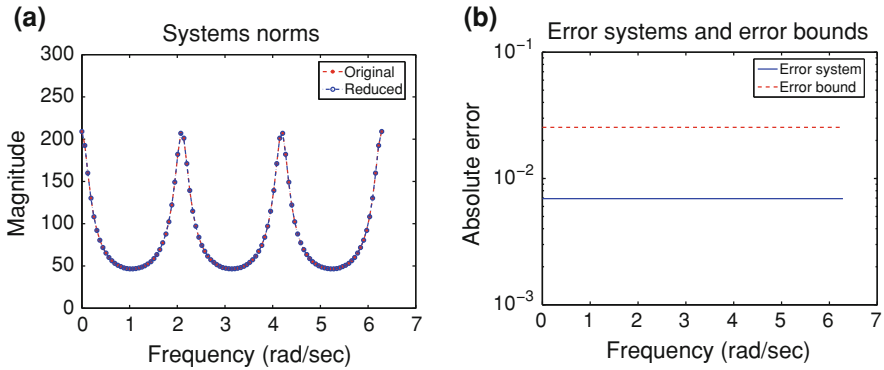 (a)
Systems norms
300
250
200
150
100
50
0
Magnitude
Original
Reduced
0 1 2 3 4 5 6 7
Frequency (rad/sec)
(b)
Error systems and error bounds
10⁻¹
10⁻²
10⁻³
Absolute error
Error system
Error bound
0 1 2 3 4 5 6 7
Frequency (rad/sec)